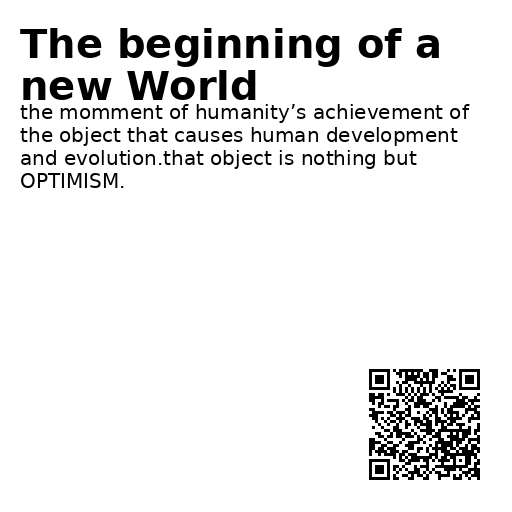 The beginning of a
new World
the momment of humanity’s achievement of
the object that causes human development
and evolution.that object is nothing but
OPTIMISM.